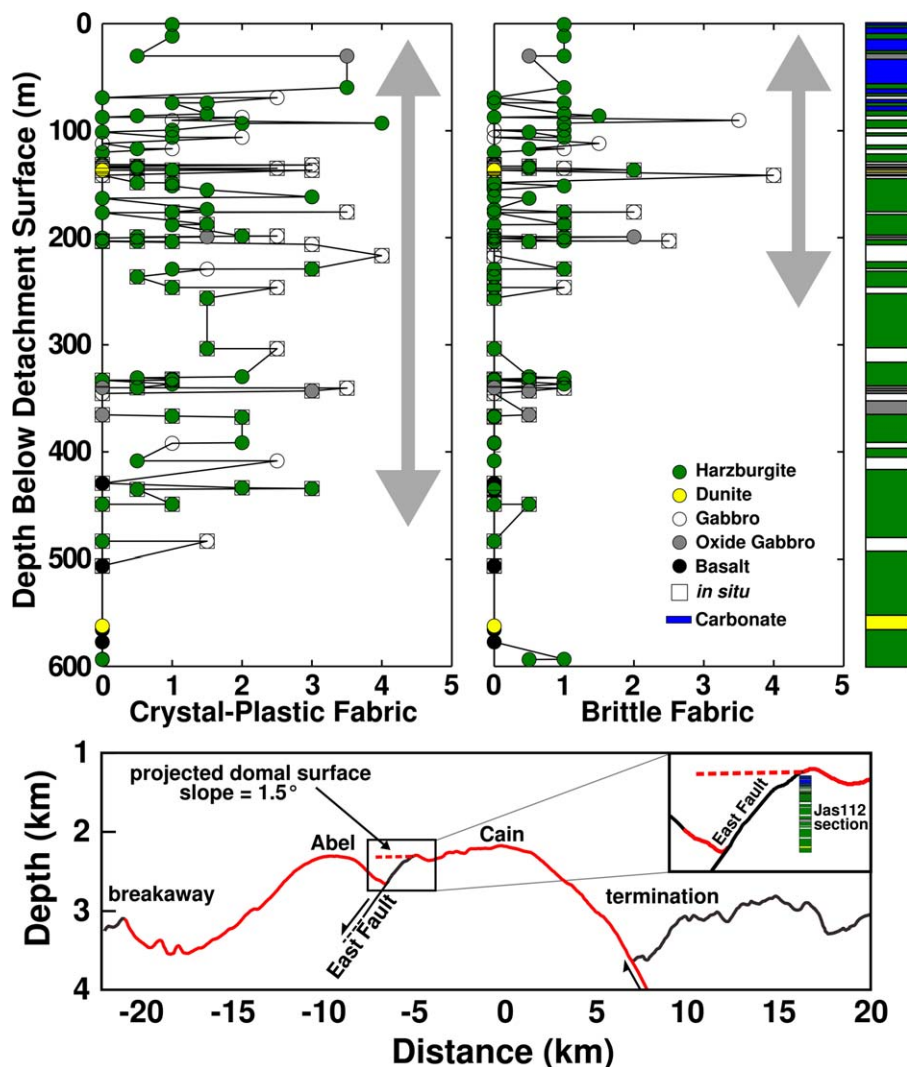 Depth Below Detachment Surface (m)
0
100
200
300
400
500
600
0 1 2 3 4 5
Crystal-Plastic Fabric
0 1 2 3 4 5
Brittle Fabric
Harzburgite
Dunite
Gabbro
Oxide Gabbro
Basalt
in situ
Carbonate
Depth (km)
1
2
3
4
projected domal surface
slope = 1.5°
Abel
Cain
breakaway
East Fault
termination
East Fault
Jas112
section
-20 -15 -10 -5 0 5 10 15 20
Distance (km)